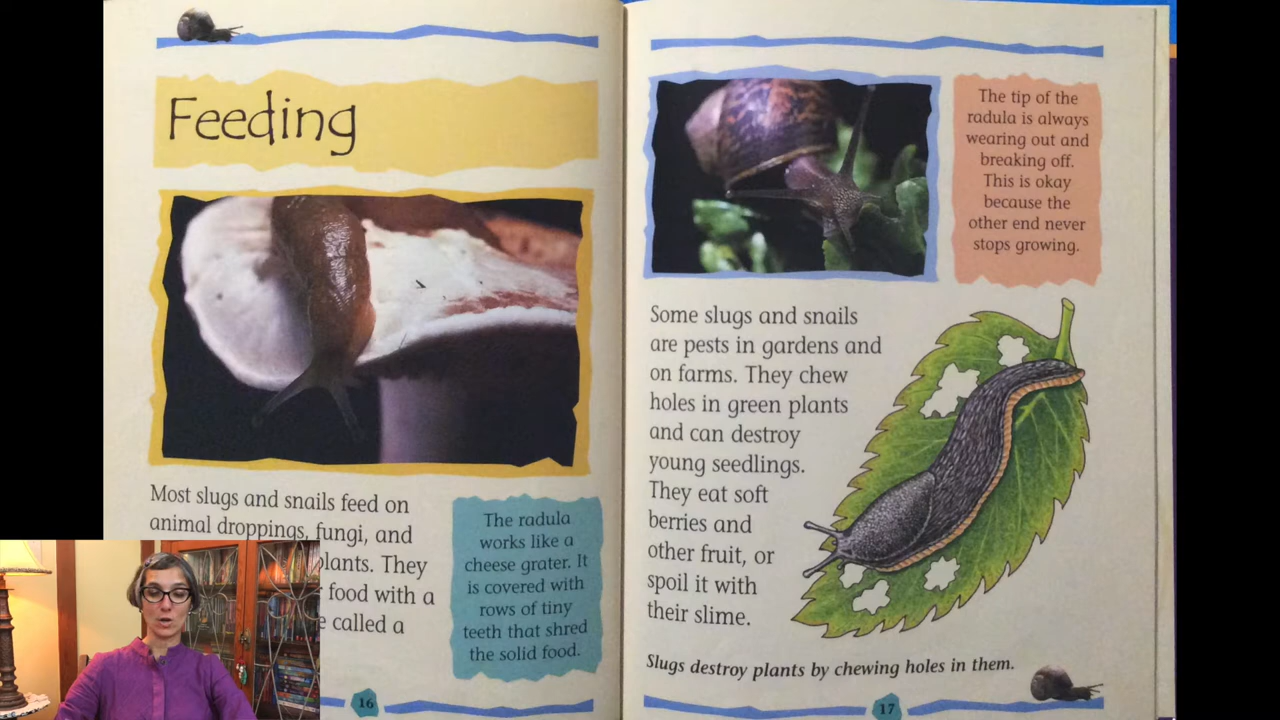 Feeding
Most slugs and snails feed on
animal droppings, fungi, and
plants. They
food with a
called a
The radula
works like a
cheese grater. It
is covered with
rows of tiny
teeth that shred
the solid food.
16
The tip of the
radula is always
wearing out and
breaking off.
This is okay
because the
other end never
stops growing.
Some slugs and snails
are pests in gardens and
on farms. They chew
holes in green plants
and can destroy
young seedlings.
They eat soft
berries and
other fruit, or
spoil it with
their slime.
Slugs destroy plants by chewing holes in them.
17